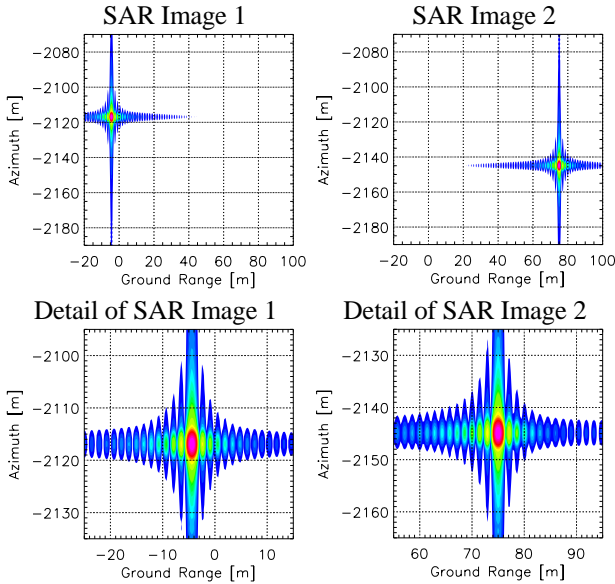 SAR Image 1
Azimuth [m]
−2080
−2100
−2120
−2140
−2160
−2180
−20 0 20 40 60 80 100
Ground Range [m]
SAR Image 2
Azimuth [m]
−2080
−2100
−2120
−2140
−2160
−2180
0 20 40 60 80 100
Ground Range [m]
Detail of SAR Image 1
Azimuth [m]
−2100
−2110
−2120
−2130
−20 −10 0 10
Ground Range [m]
Detail of SAR Image 2
Azimuth [m]
−2130
−2140
−2150
−2160
60 70 80 90
Ground Range [m]